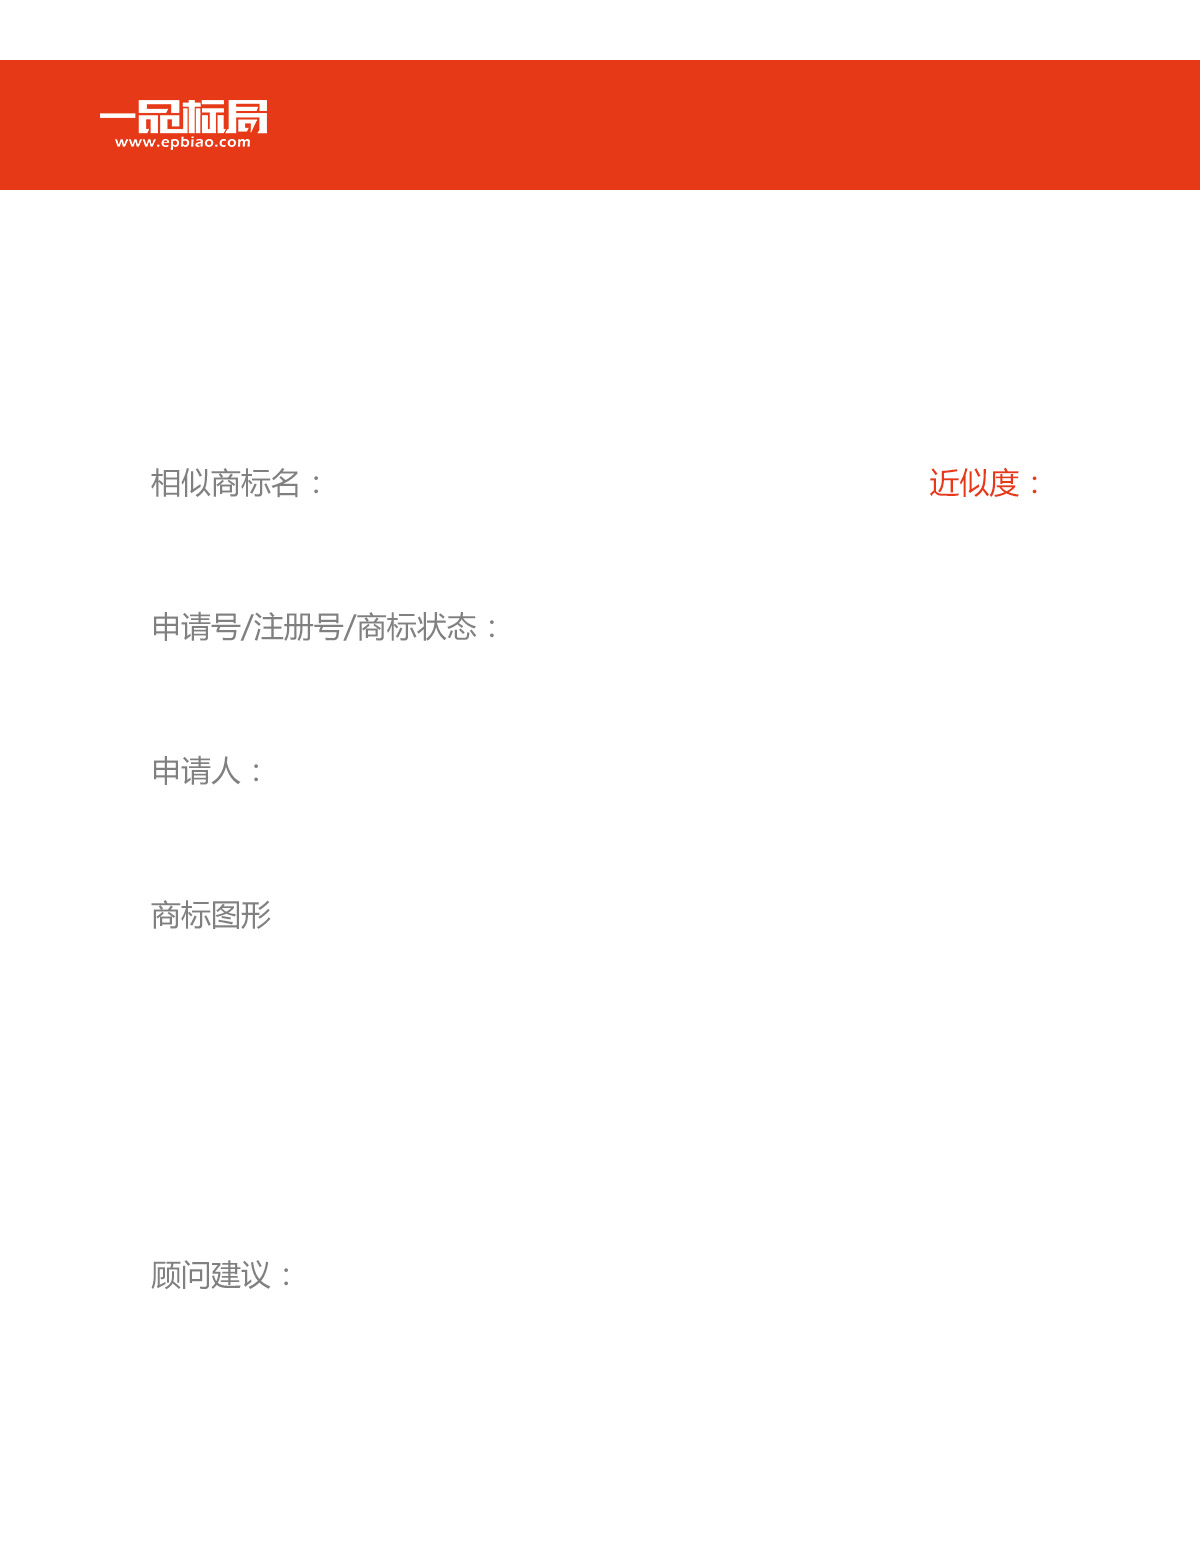 一品标局
www.epbiao.com
相似商标名： 近似度：
申请号/注册号/商标状态：
申请人：
商标图形
顾问建议：